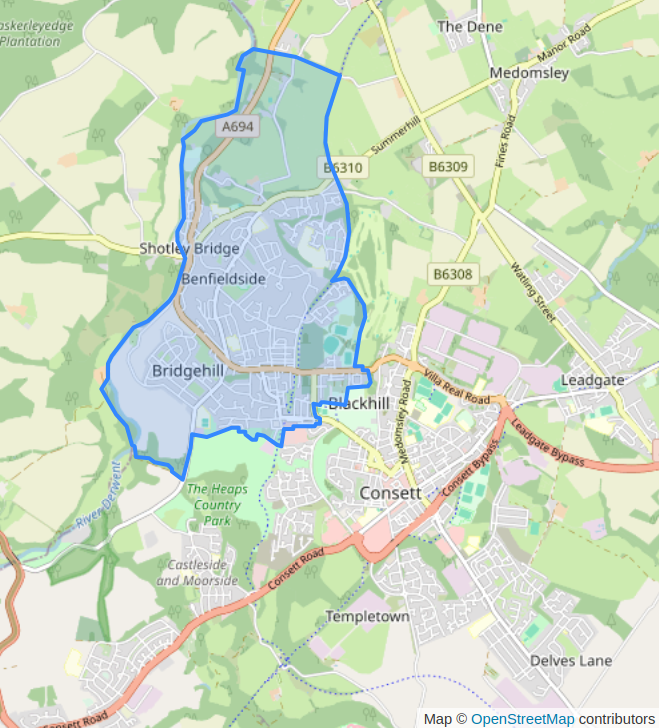 askerleyedge
Plantation
The Dene
Manor Road
Medomsley
A694
Summerhill
Fines Road
B6310
B6309
Shotley Bridge
Benfieldside
B6308
Watling Street
Bridgehill
Villa Real Road
Leadgate
Blackhill
Medomsley Road
Leadgate Bypass
Consett Bypass
River Derwent
The Heaps
Country
Park
Consett
Castleside
and Moorside
Consett Road
Templetown
Delves Lane
Consett Road
Map © OpenStreetMap contributors